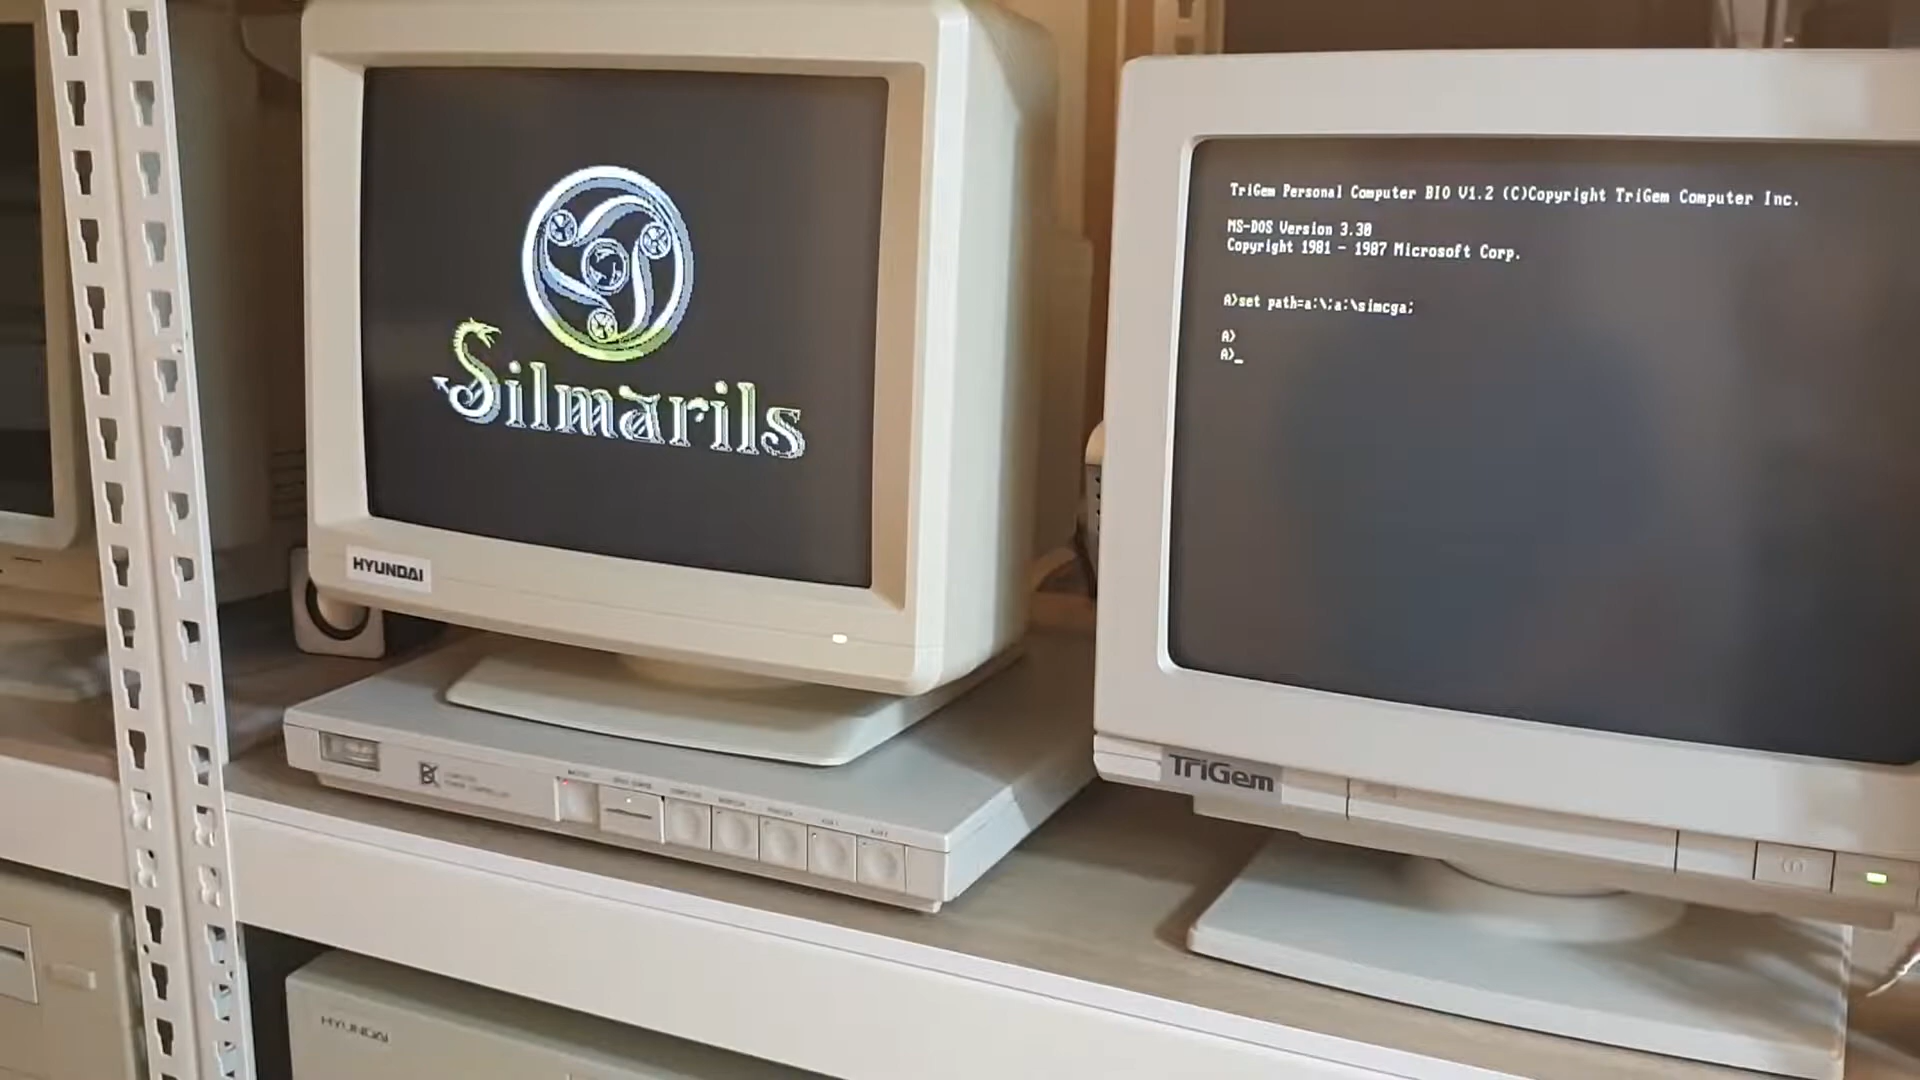 Silmarils
HYUNDAI
HYUNDAI
TriGem Personal Computer BIO V1.2 (C)Copyright TriGem Computer Inc.
MS-DOS Version 3.30
Copyright 1981 - 1987 Microsoft Corp.
A>set path=a:\;a:\simcga;
A>
A>_
TriGem